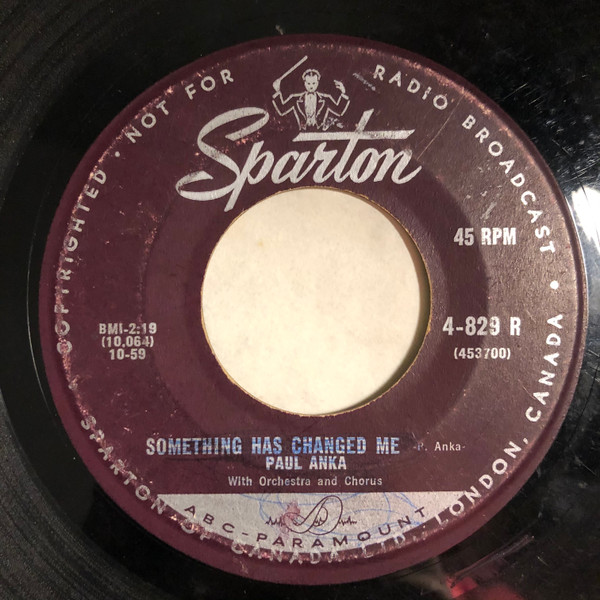 COPYRIGHTED • NOT FOR RADIO BROADCAST •
Sparton
45 RPM
BMI-2:19
(10,064)
10-59
4-829 R
(453700)
SOMETHING HAS CHANGED ME -P. Anka-
PAUL ANKA
With Orchestra and Chorus
ABC-PARAMOUNT
SPARTON OF CANADA LTD. LONDON, CANADA